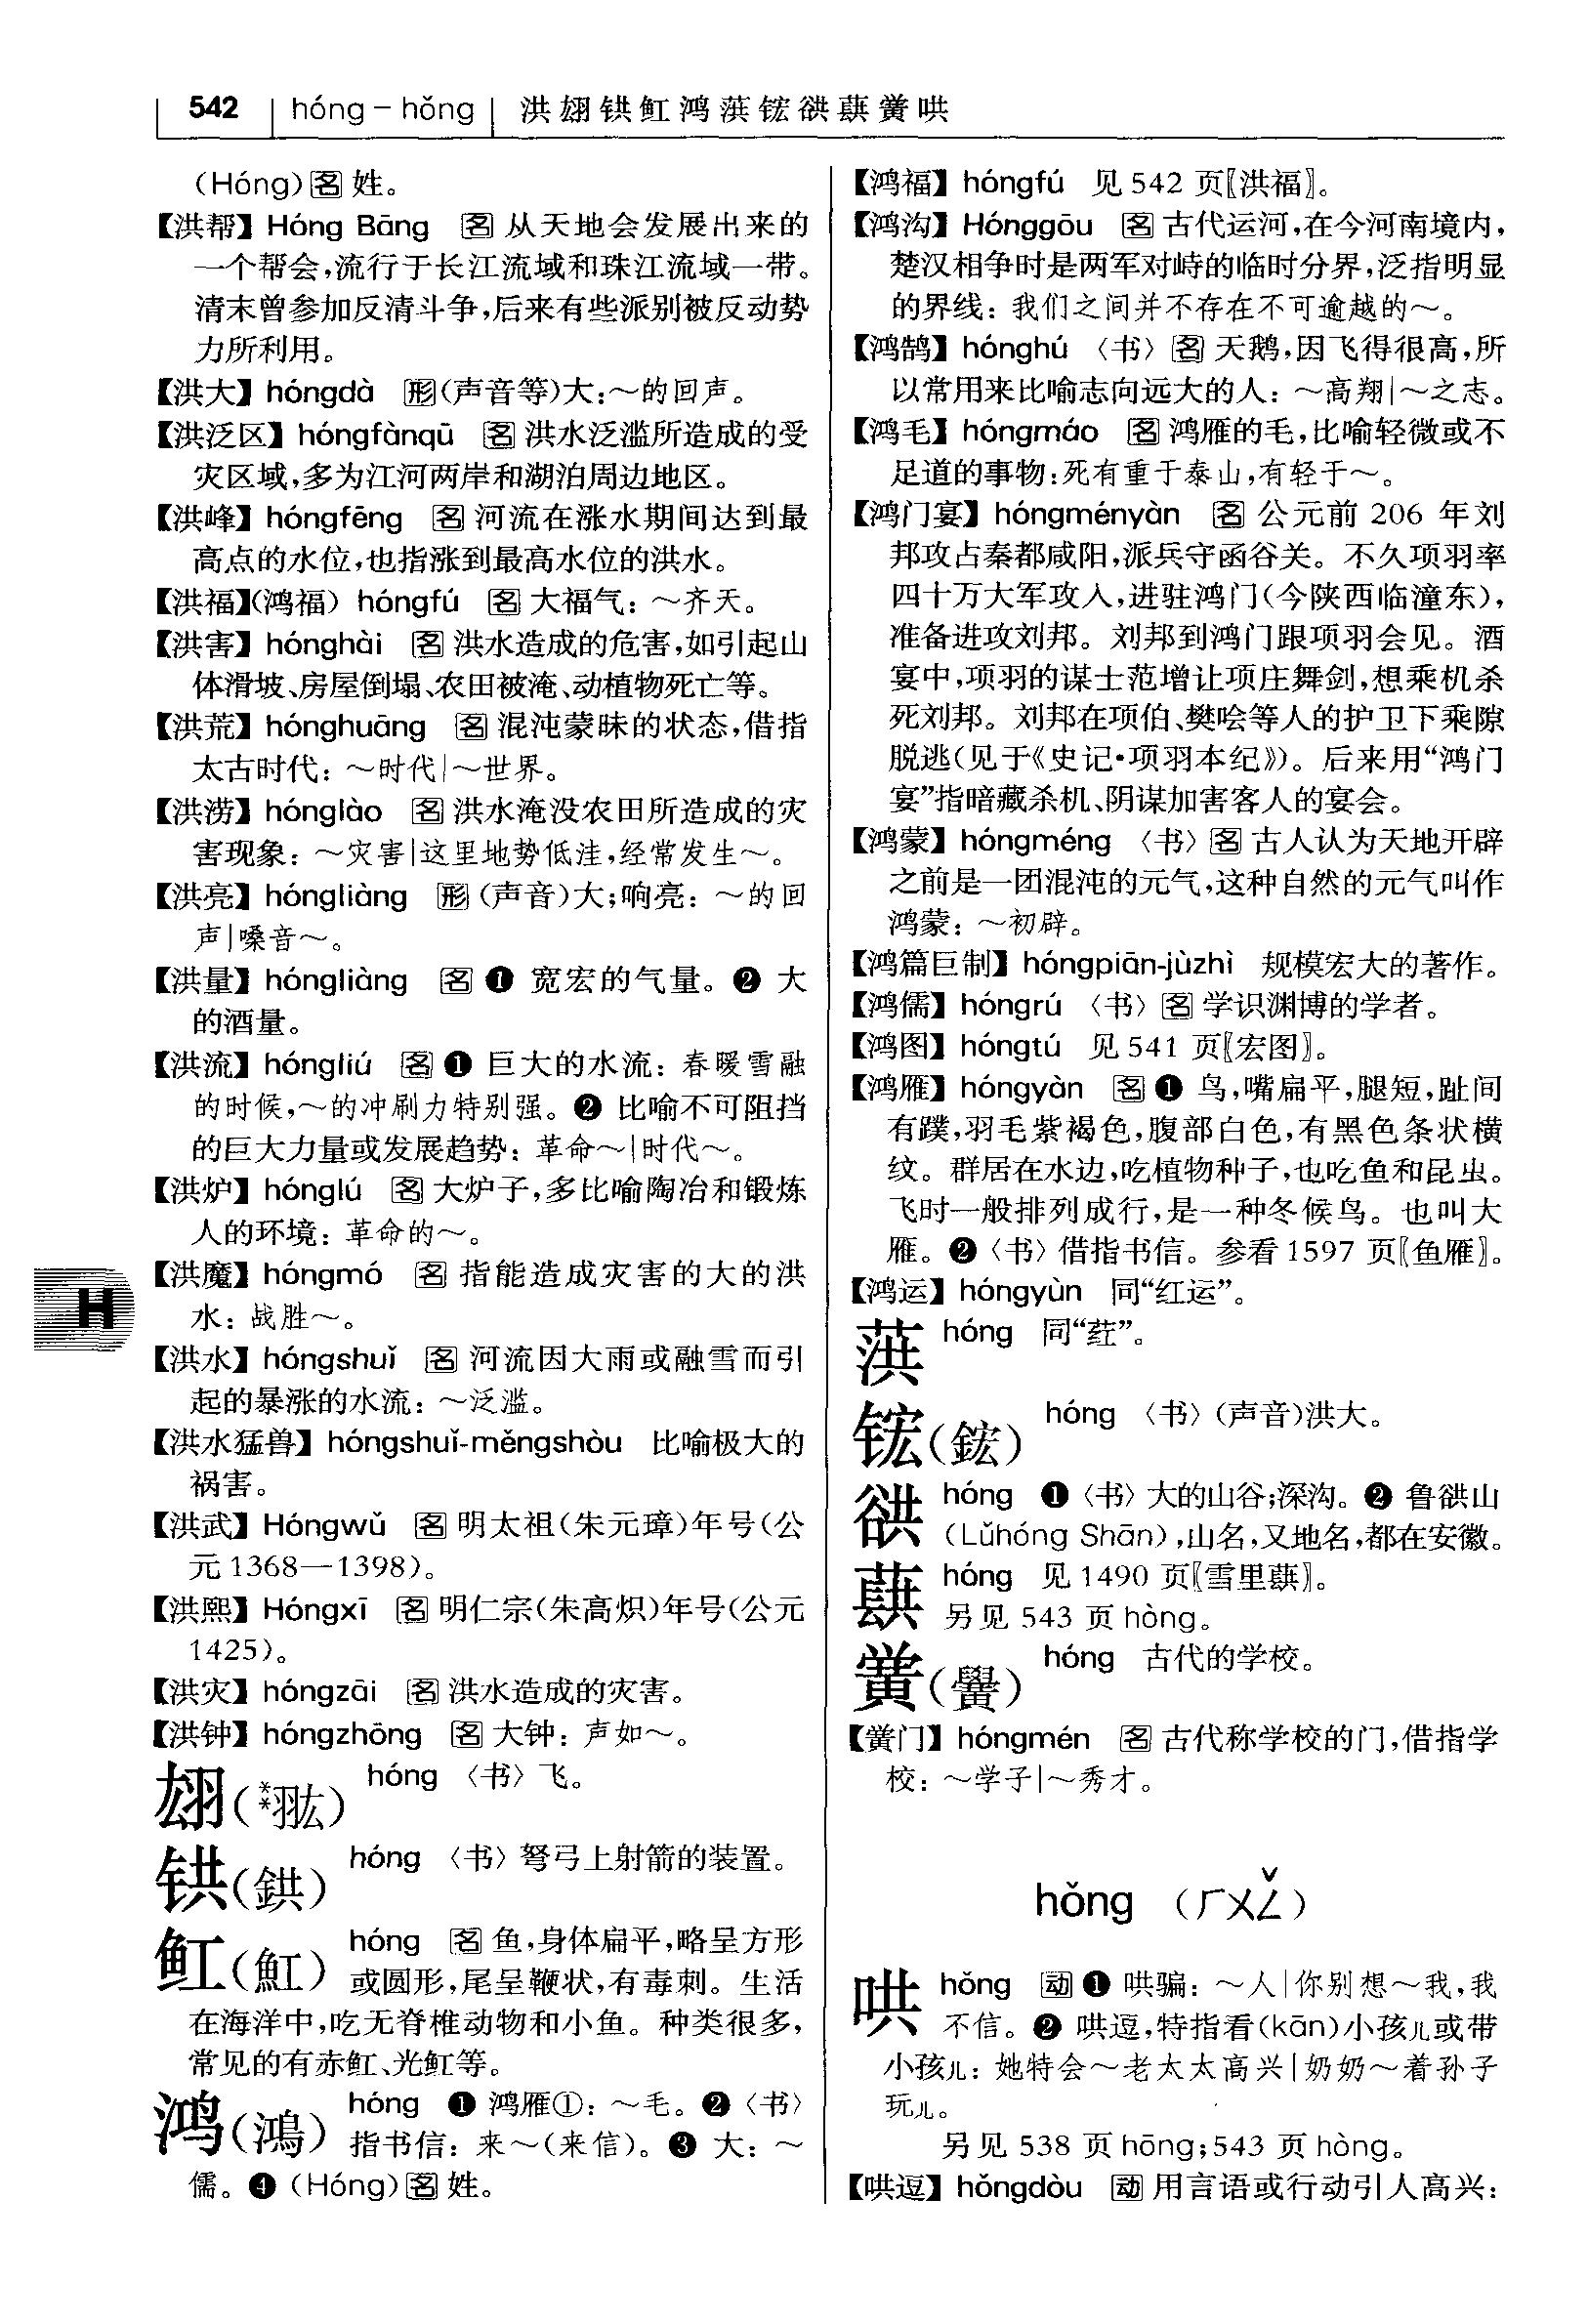 542 hóng – hǒng 洪翃𫟹𫚉鸿葓𬭎谼蕻黉哄
(Hóng)名姓。
【洪帮】Hóng Bāng 名从天地会发展出来的
一个帮会,流行于长江流域和珠江流域一带。
清末曾参加反清斗争,后来有些派别被反动势
力所利用。
【洪大】hóngdà 形(声音等)大:~的回声。
【洪泛区】hóngfànqū 名洪水泛滥所造成的受
灾区域,多为江河两岸和湖泊周边地区。
【洪峰】hóngfēng 名河流在涨水期间达到最
高点的水位,也指涨到最高水位的洪水。
【洪福】(鸿福) hóngfú 名大福气:~齐天。
【洪害】hónghài 名洪水造成的危害,如引起山
体滑坡、房屋倒塌、农田被淹、动植物死亡等。
【洪荒】hónghuāng 名混沌蒙昧的状态,借指
太古时代:~时代|~世界。
【洪涝】hónglào 名洪水淹没农田所造成的灾
害现象:~灾害|这里地势低洼,经常发生~。
【洪亮】hóngliàng 形(声音)大;响亮:~的回
声|嗓音~。
【洪量】hóngliàng 名❶ 宽宏的气量。❷ 大
的酒量。
【洪流】hóngliú 名❶ 巨大的水流:春暖雪融
的时候,~的冲刷力特别强。❷ 比喻不可阻挡
的巨大力量或发展趋势:革命~|时代~。
【洪炉】hónglú 名大炉子,多比喻陶冶和锻炼
人的环境:革命的~。
【洪魔】hóngmó 名指能造成灾害的大的洪
水:战胜~。
【洪水】hóngshuǐ 名河流因大雨或融雪而引
起的暴涨的水流:~泛滥。
【洪水猛兽】hóngshuǐ-měngshòu 比喻极大的
祸害。
【洪武】Hóngwǔ 名明太祖(朱元璋)年号(公
元1368—1398)。
【洪熙】Hóngxī 名明仁宗(朱高炽)年号(公元
1425)。
【洪灾】hóngzāi 名洪水造成的灾害。
【洪钟】hóngzhōng 名大钟:声如~。
翃(**翝) hóng 〈书〉飞。
𫟹(鉷) hóng 〈书〉弩弓上射箭的装置。
𫚉(魟) hóng 名鱼,身体扁平,略呈方形
或圆形,尾呈鞭状,有毒刺。生活
在海洋中,吃无脊椎动物和小鱼。种类很多,
常见的有赤𫚉、光𫚉等。
鸿(鴻) hóng ❶ 鸿雁①:~毛。❷〈书〉
指书信:来~(来信)。❸ 大:~
儒。❹(Hóng)名姓。
H
【鸿福】hóngfú 见542 页〖洪福〗。
【鸿沟】Hónggōu 名古代运河,在今河南境内,
楚汉相争时是两军对峙的临时分界,泛指明显
的界线:我们之间并不存在不可逾越的~。
【鸿鹄】hónghú 〈书〉名天鹅,因飞得很高,所
以常用来比喻志向远大的人:~高翔|~之志。
【鸿毛】hóngmáo 名鸿雁的毛,比喻轻微或不
足道的事物:死有重于泰山,有轻于~。
【鸿门宴】hóngményàn 名公元前 206 年刘
邦攻占秦都咸阳,派兵守函谷关。不久项羽率
四十万大军攻入,进驻鸿门(今陕西临潼东),
准备进攻刘邦。刘邦到鸿门跟项羽会见。酒
宴中,项羽的谋士范增让项庄舞剑,想乘机杀
死刘邦。刘邦在项伯、樊哙等人的护卫下乘隙
脱逃(见于《史记·项羽本纪》)。后来用“鸿门
宴”指暗藏杀机、阴谋加害客人的宴会。
【鸿蒙】hóngméng 〈书〉名古人认为天地开辟
之前是一团混沌的元气,这种自然的元气叫作
鸿蒙:~初辟。
【鸿篇巨制】hóngpiān-jùzhì 规模宏大的著作。
【鸿儒】hóngrú 〈书〉名学识渊博的学者。
【鸿图】hóngtú 见541 页〖宏图〗。
【鸿雁】hóngyàn 名❶ 鸟,嘴扁平,腿短,趾间
有蹼,羽毛紫褐色,腹部白色,有黑色条状横
纹。群居在水边,吃植物种子,也吃鱼和昆虫。
飞时一般排列成行,是一种冬候鸟。也叫大
雁。❷〈书〉借指书信。参看1597 页〖鱼雁〗。
【鸿运】hóngyùn 同“红运”。
葓 hóng 同“荭”。
𬭎(鋐) hóng 〈书〉(声音)洪大。
谼 hóng ❶〈书〉大的山谷;深沟。❷ 鲁谼山
(Lǔhóng Shān),山名,又地名,都在安徽。
蕻 hóng 见1490 页〖雪里蕻〗。
另见 543 页 hòng。
黉(黌) hóng 古代的学校。
【黉门】hóngmén 名古代称学校的门,借指学
校:~学子|~秀才。
hǒng (ㄏㄨㄥˇ)
哄 hǒng 动❶ 哄骗:~人|你别想~我,我
不信。❷ 哄逗,特指看(kān)小孩儿或带
小孩儿:她特会~老太太高兴|奶奶~着孙子
玩儿。
另见 538 页 hōng;543 页 hòng。
【哄逗】hǒngdòu 动用言语或行动引人高兴: